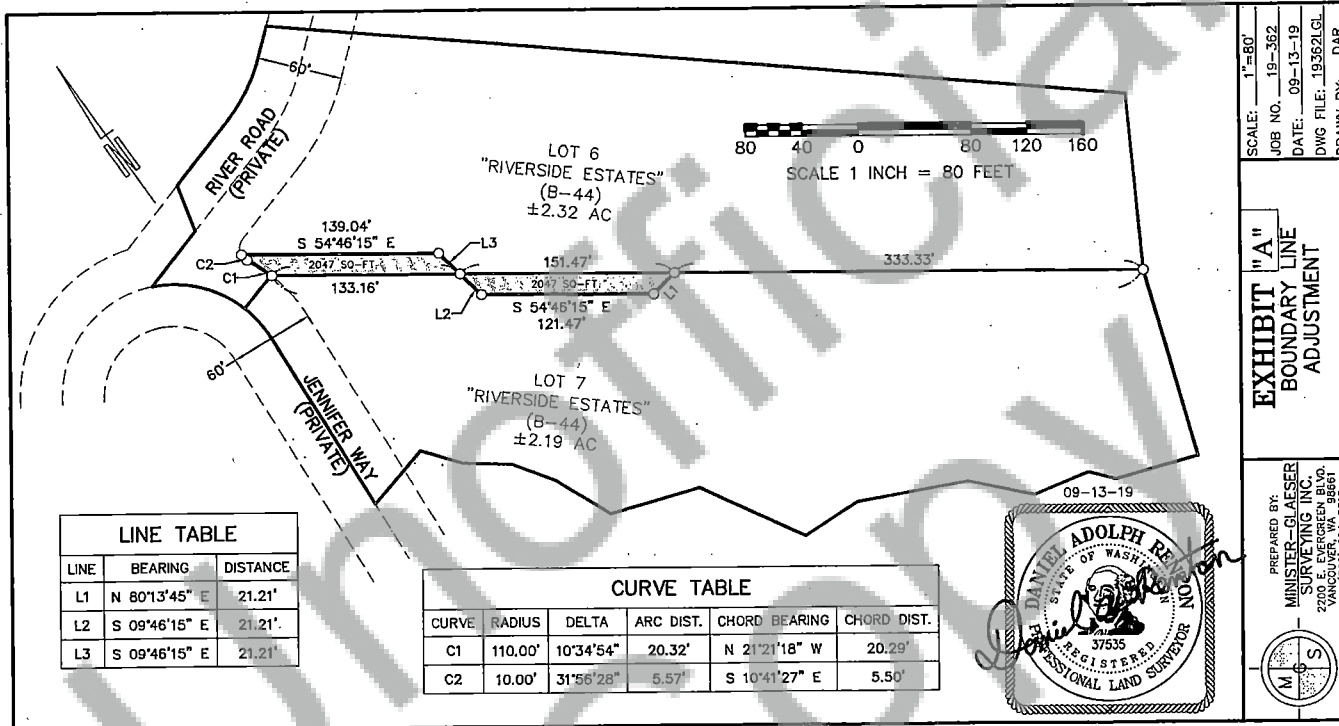 60'
RIVER ROAD
(PRIVATE)
LOT 6
"RIVERSIDE ESTATES"
(B-44)
±2.32 AC
80 40 0 80 120 160
SCALE 1 INCH = 80 FEET
139.04'
S 54°46'15" E
L3
C2
2047 SQ-FT.
151.47'
333.33'
C1
133.16'
2047 SQ-FT.
L1
L2
S 54°46'15" E
121.47'
60'
JENNIFER WAY
(PRIVATE)
LOT 7
"RIVERSIDE ESTATES"
(B-44)
±2.19 AC
LINE TABLE
LINE BEARING DISTANCE
L1 N 80°13'45" E 21.21'
L2 S 09°46'15" E 21.21'
L3 S 09°46'15" E 21.21'
CURVE TABLE
CURVE RADIUS DELTA ARC DIST. CHORD BEARING CHORD DIST.
C1 110.00' 10°34'54" 20.32' N 21°21'18" W 20.29'
C2 10.00' 31°56'28" 5.57' S 10°41'27" E 5.50'
09-13-19
DANIEL ADOLPH RENTON
STATE OF WASHINGTON
37535
REGISTERED
PROFESSIONAL LAND SURVEYOR
SCALE: 1"=80'
JOB NO. 19-362
DATE: 09-13-19
DWG FILE: 19362LGL
EXHIBIT "A"
BOUNDARY LINE
ADJUSTMENT
PREPARED BY:
MINISTER-GLAESER
SURVEYING INC.
2200 E. EVERGREEN BLVD.
VANCOUVER, WA 98661
M G S
Unofficial
Copy